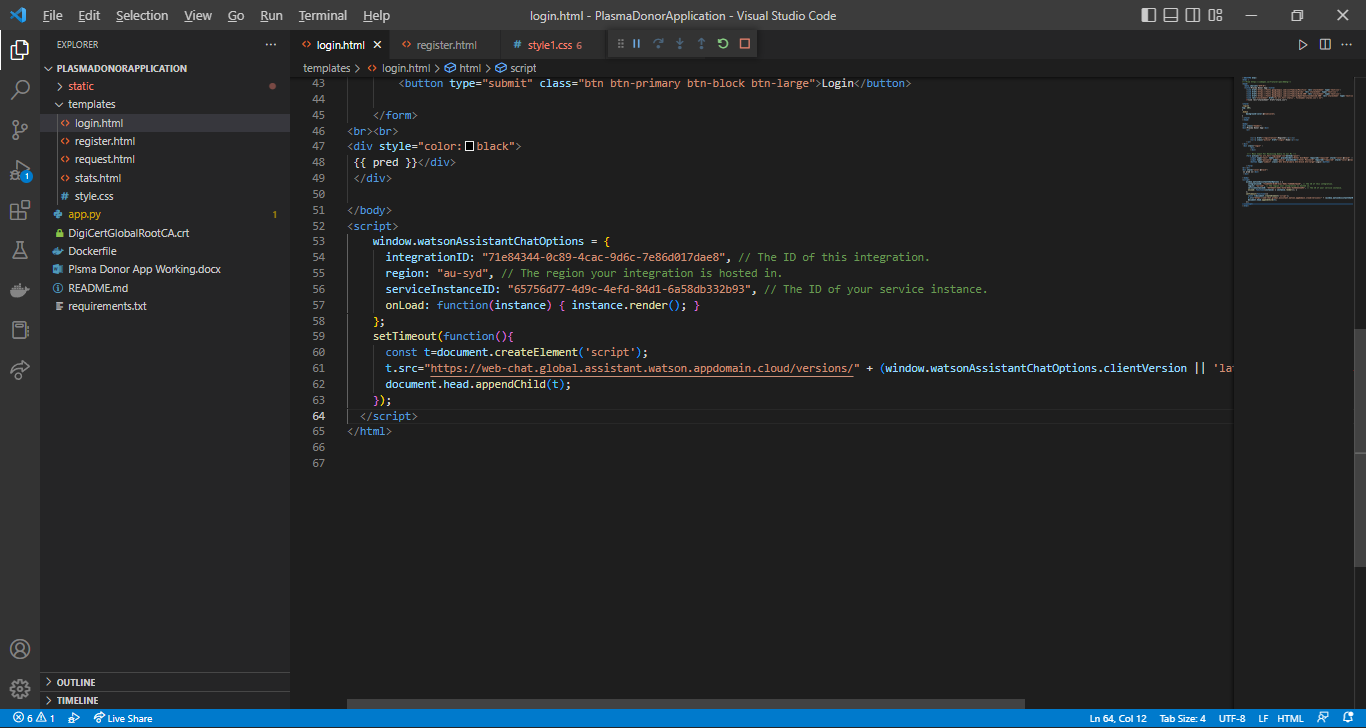 File Edit Selection View Go Run Terminal Help login.html - PlasmaDonorApplication - Visual Studio Code
EXPLORER
login.html
register.html
style1.css 6
PLASMADONORAPPLICATION
static
templates
login.html
register.html
request.html
stats.html
style.css
app.py 1
DigiCertGlobalRootCA.crt
Dockerfile
Plsma Donor App Working.docx
README.md
requirements.txt
OUTLINE
TIMELINE
1
templates > login.html > html > script
43 <button type="submit" class="btn btn-primary btn-block btn-large">Login</button>
44
45 </form>
46 <br><br>
47 <div style="color:black">
48 {{ pred }}</div>
49 </div>
50
51 </body>
52 <script>
53 window.watsonAssistantChatOptions = {
54 integrationID: "71e84344-0c89-4cac-9d6c-7e86d017dae8", // The ID of this integration.
55 region: "au-syd", // The region your integration is hosted in.
56 serviceInstanceID: "65756d77-4d9c-4efd-84d1-6a58db332b93", // The ID of your service instance.
57 onLoad: function(instance) { instance.render(); }
58 };
59 setTimeout(function(){
60 const t=document.createElement('script');
61 t.src="https://web-chat.global.assistant.watson.appdomain.cloud/versions/" + (window.watsonAssistantChatOptions.clientVersion || 'la
62 document.head.appendChild(t);
63 });
64 </script>
65 </html>
66
67
6 1 Live Share Ln 64, Col 12 Tab Size: 4 UTF-8 LF HTML